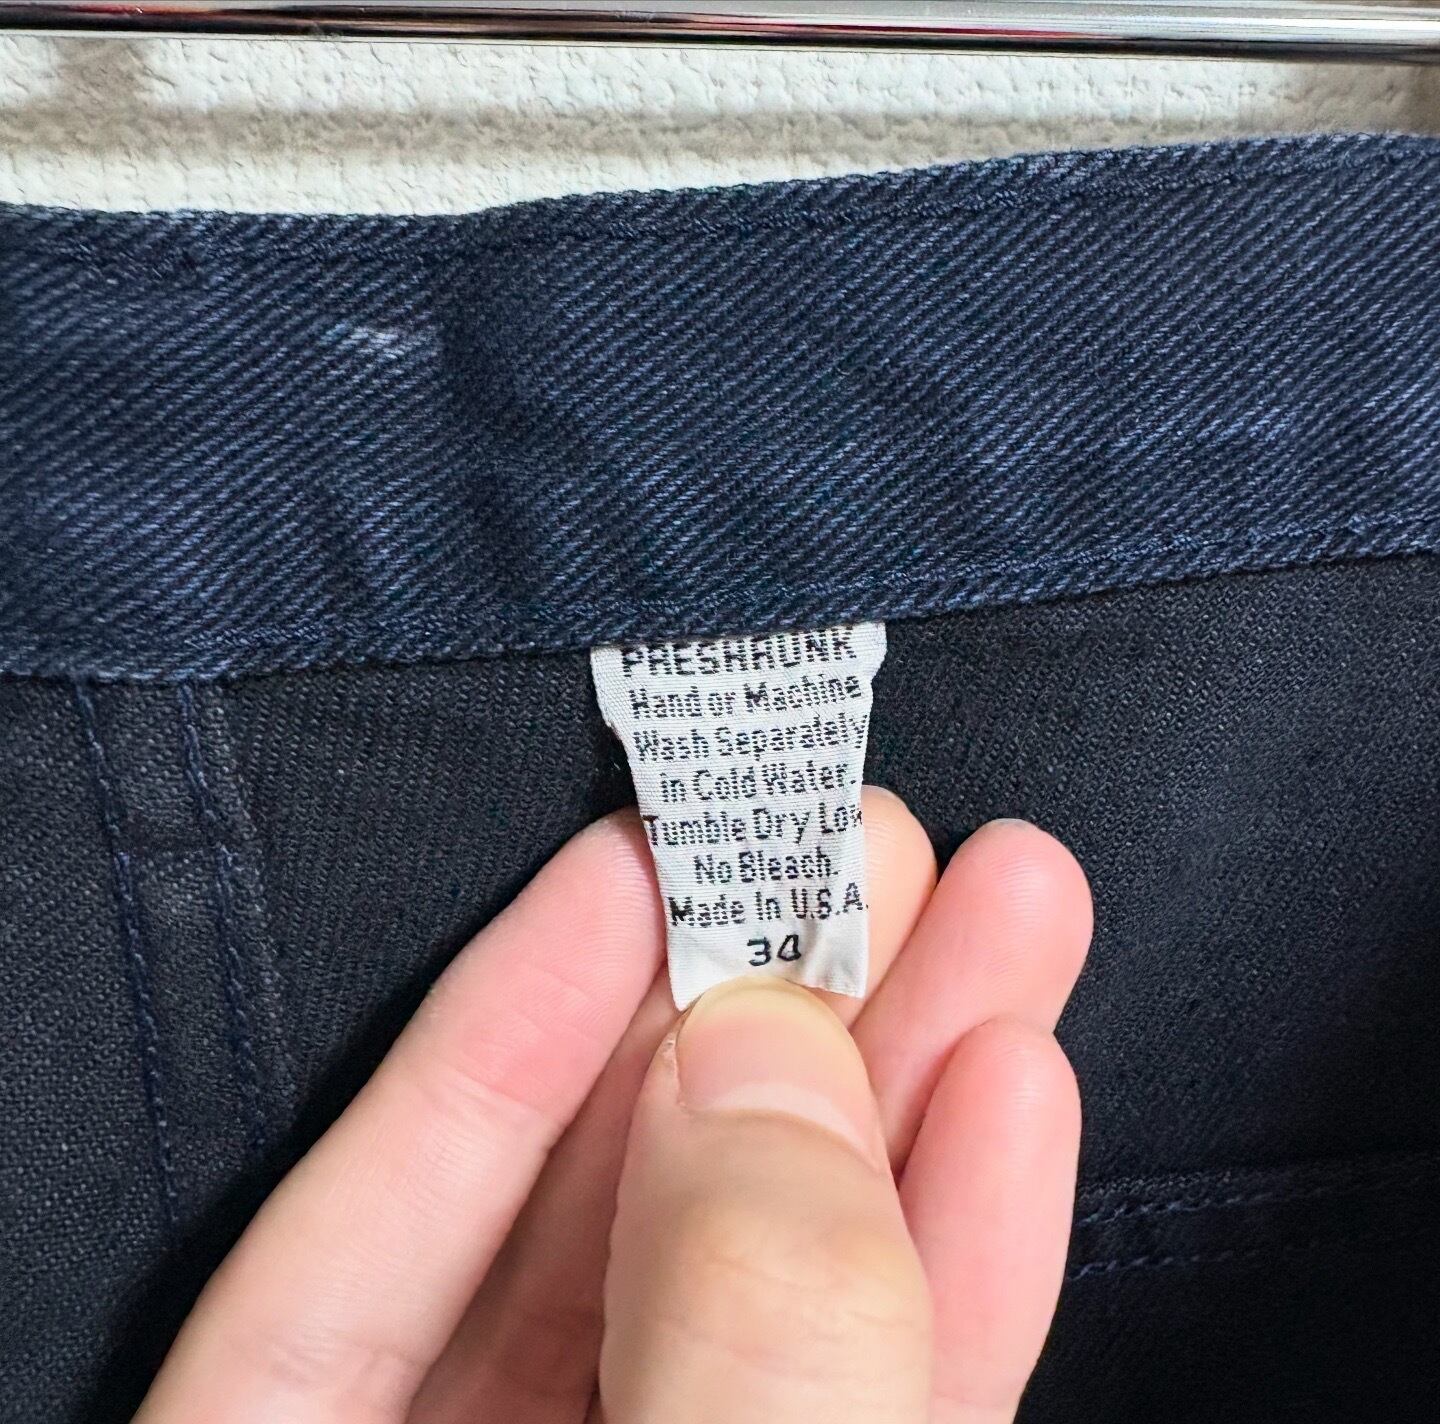 PRESHRUNK
Hand or Machine
Wash Separately
in Cold Water.
Tumble Dry Low
No Bleach.
Made In U.S.A.
34